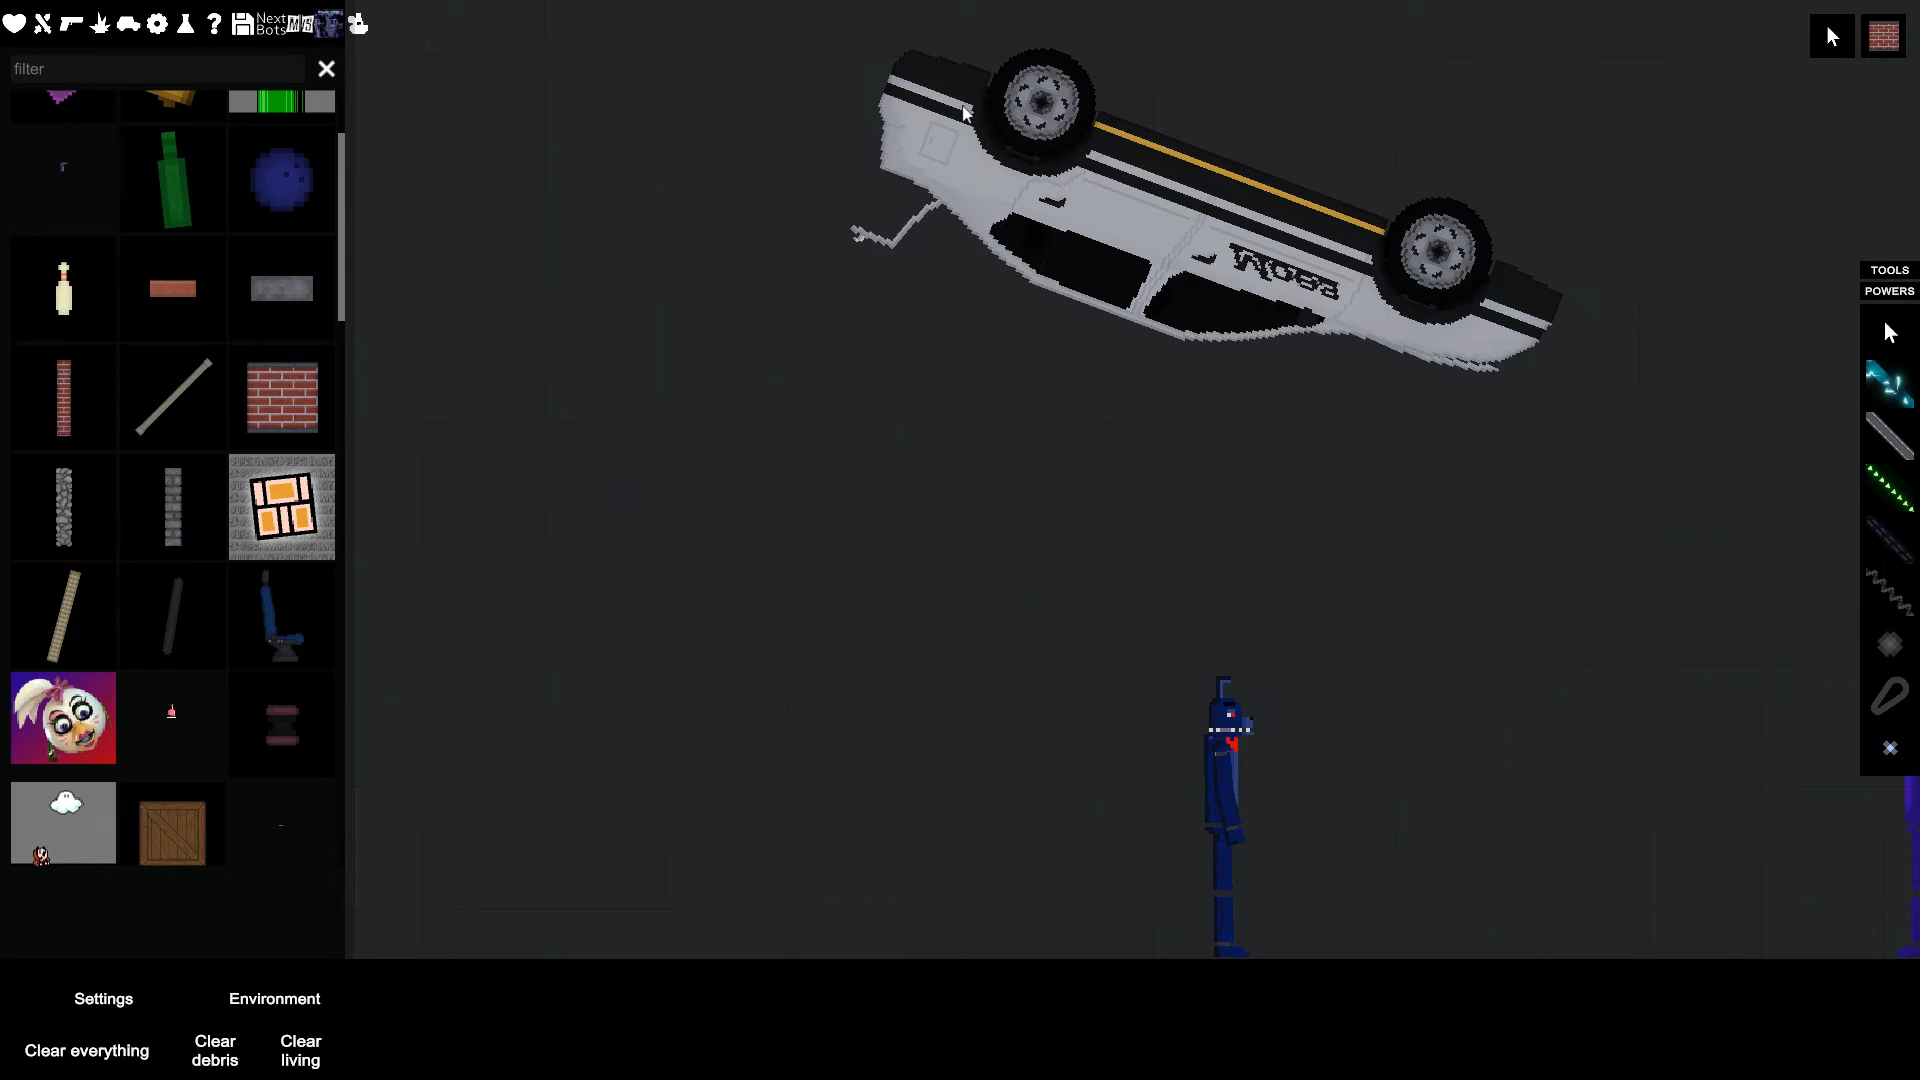 Next
Bots
filter
TOOLS
POWERS
Settings
Environment
Clear everything
Clear
debris
Clear
living